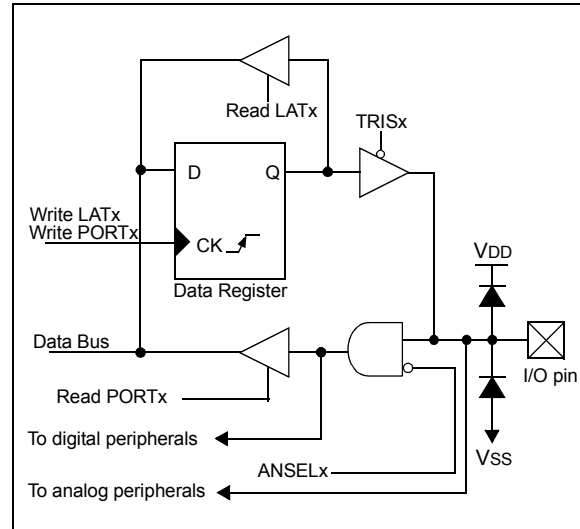 Read LATx
TRISx
D
Q
Write LATx
Write PORTx
CK
Data Register
VDD
Data Bus
I/O pin
Read PORTx
To digital peripherals
VSS
ANSELx
To analog peripherals